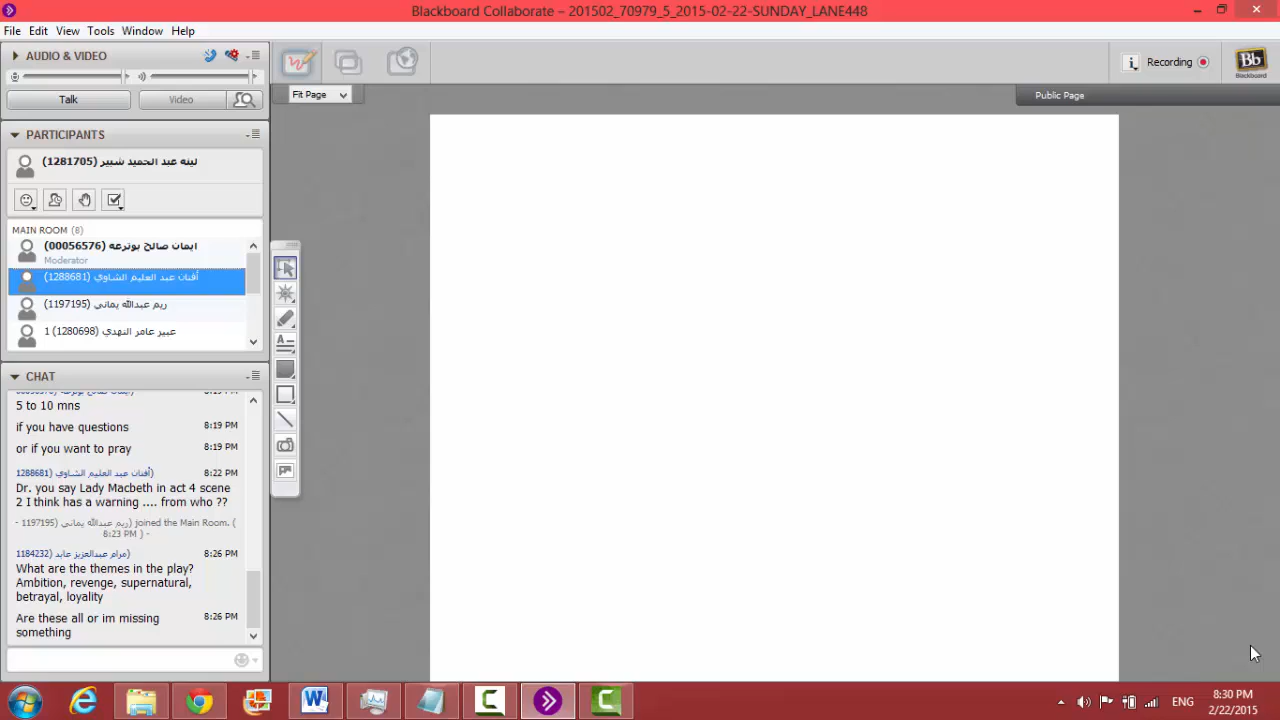 Blackboard Collaborate – 201502_70979_5_2015-02-22-SUNDAY_LANE448
File Edit View Tools Window Help
AUDIO & VIDEO
Talk
Video
PARTICIPANTS
لينه عبد الحميد شبير (1281705)
MAIN ROOM (8)
ايمان صالح بوترعه (00056576)
Moderator
أفنان عبد العليم الشاوي (1288681)
ريم عبدالله يماني (1197195)
عبير عامر النهدي (1280698) 1
CHAT
8:19 PM
5 to 10 mns
if you have questions 8:19 PM
or if you want to pray 8:19 PM
أفنان عبد العليم الشاوي (1288681) 8:22 PM
Dr. you say Lady Macbeth in act 4 scene
2 I think has a warning .... from who ??
- ريم عبدالله يماني (1197195) joined the Main Room. (
8:23 PM ) -
مرام عبدالعزيز عابد (1184232) 8:26 PM
What are the themes in the play?
Ambition, revenge, supernatural,
betrayal, loyality
Are these all or im missing 8:26 PM
something
Fit Page
Public Page
Recording
Bb
Blackboard
ENG
8:30 PM
2/22/2015